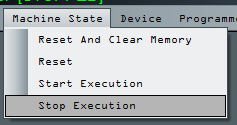 Machine State Device Programme
Reset And Clear Memory
Reset
Start Execution
Stop Execution